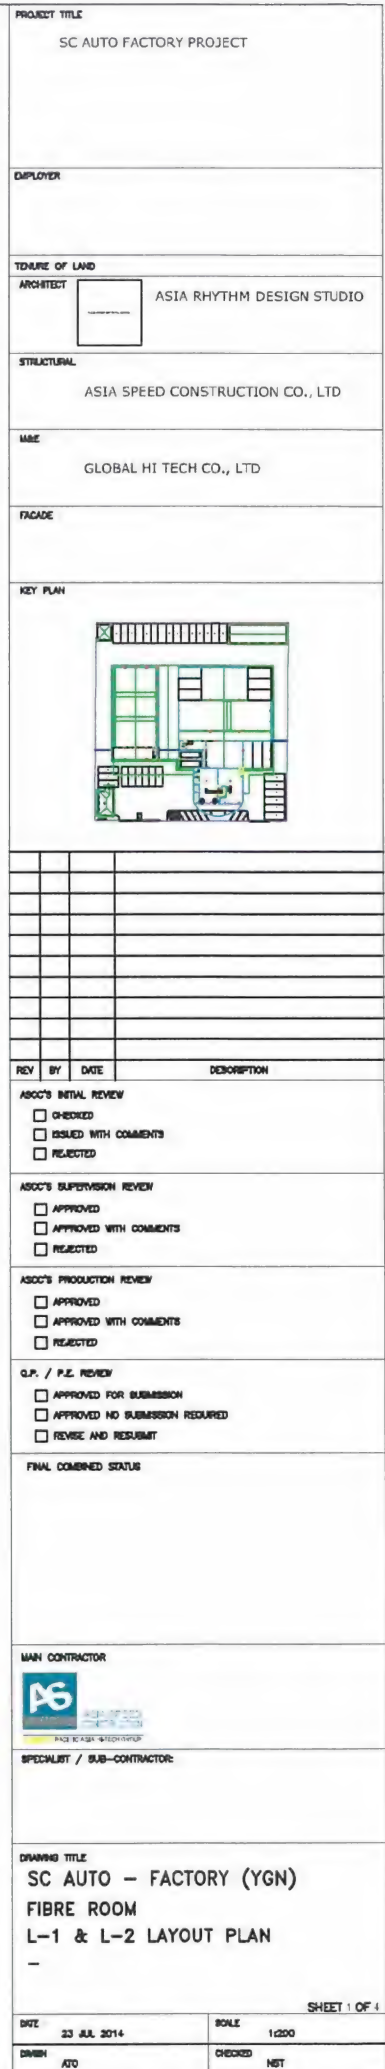 PROJECT TITLE
SC AUTO FACTORY PROJECT
EMPLOYER
TENURE OF LAND
ARCHITECT
ASIA RHYTHM DESIGN STUDIO
STRUCTURAL
ASIA SPEED CONSTRUCTION CO., LTD
M&E
GLOBAL HI TECH CO., LTD
FACADE
KEY PLAN
REV BY DATE DESCRIPTION
ASCC'S INITIAL REVIEW
CHECKED
ISSUED WITH COMMENTS
REJECTED
ASCC'S SUPERVISION REVIEW
APPROVED
APPROVED WITH COMMENTS
REJECTED
ASCC'S PRODUCTION REVIEW
APPROVED
APPROVED WITH COMMENTS
REJECTED
Q.P. / P.E. REVIEW
APPROVED FOR SUBMISSION
APPROVED NO SUBMISSION REQUIRED
REVISE AND RESUBMIT
FINAL COMBINED STATUS
MAIN CONTRACTOR
AS
ASIA SPEED
CONSTRUCTION
SPECIALIST / SUB-CONTRACTOR:
DRAWING TITLE
SC AUTO - FACTORY (YGN)
FIBRE ROOM
L-1 & L-2 LAYOUT PLAN
-
SHEET 1 OF 4
DATE SCALE
23 JUL 2014 1:200
DRAWN CHECKED
ATO NST